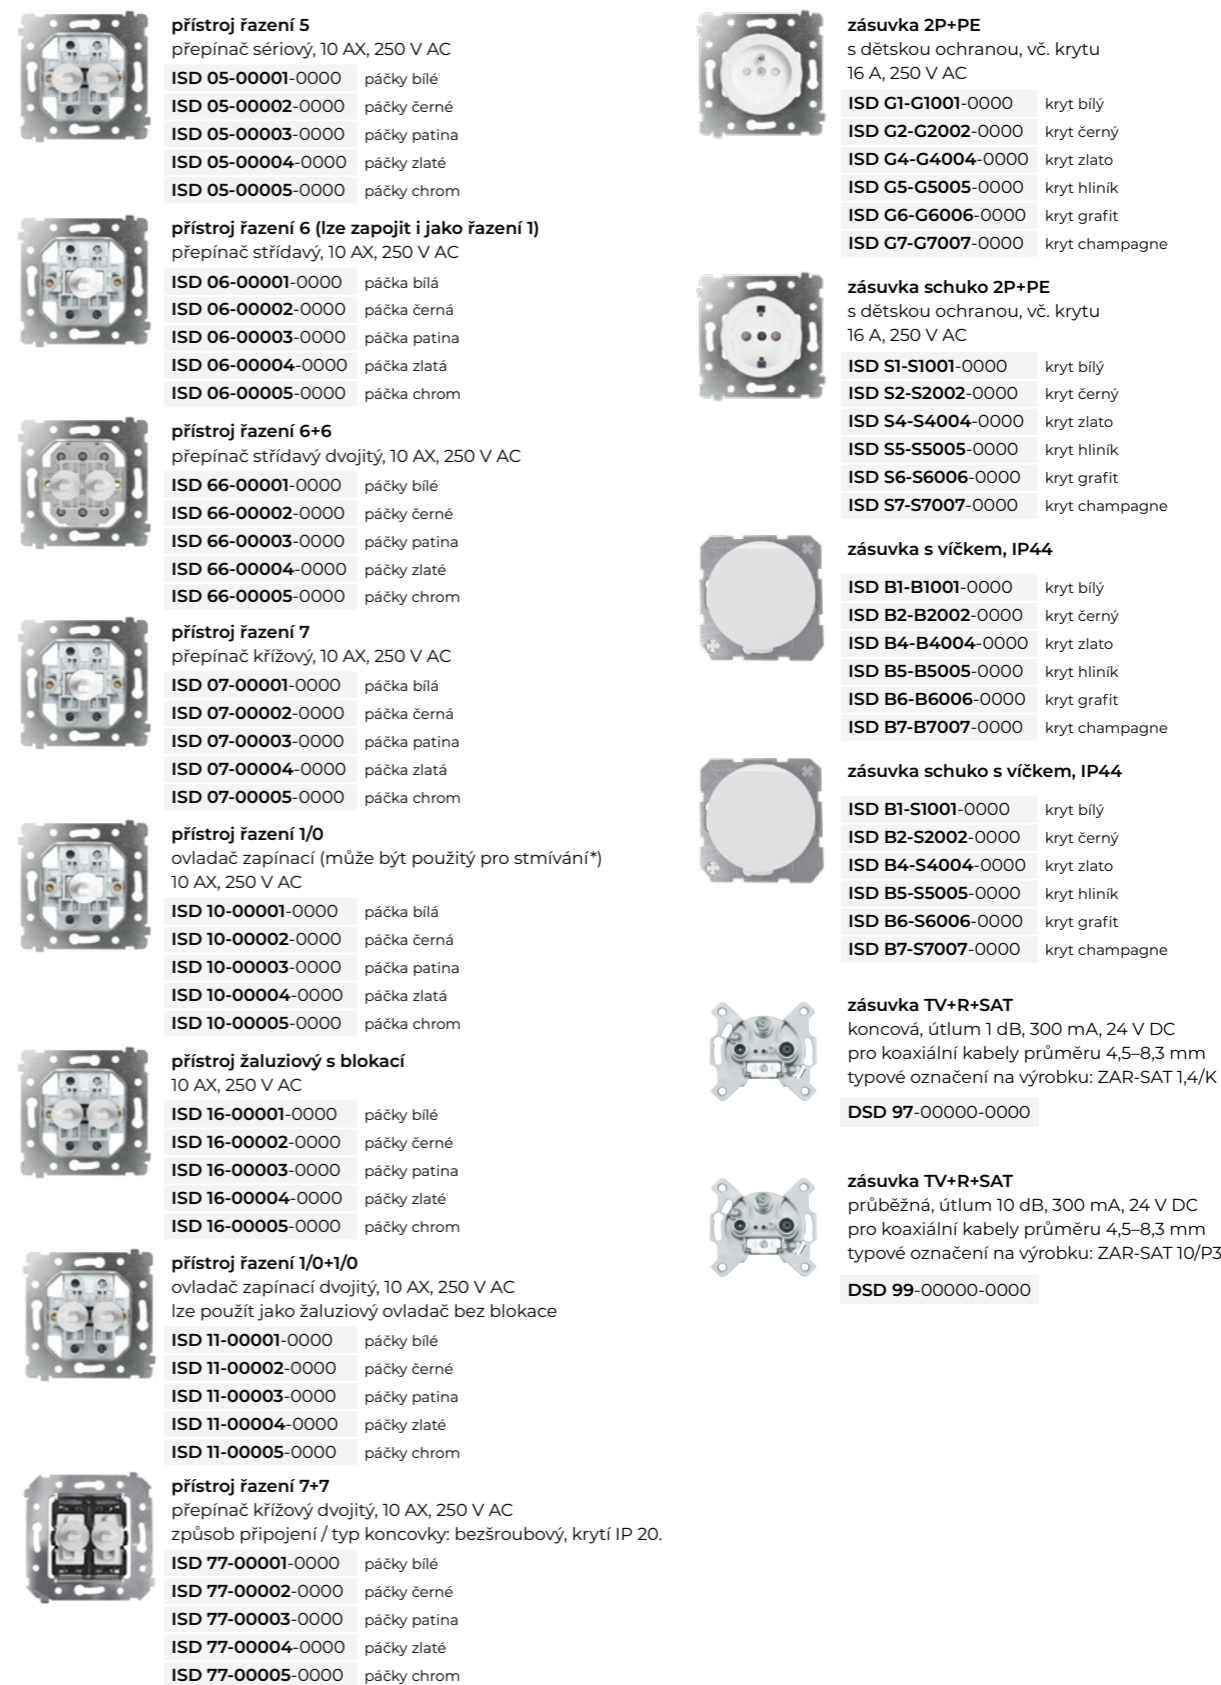 přístroj řazení 5
přepínač sériový, 10 AX, 250 V AC
ISD 05-00001-0000 páčky bílé
ISD 05-00002-0000 páčky černé
ISD 05-00003-0000 páčky patina
ISD 05-00004-0000 páčky zlaté
ISD 05-00005-0000 páčky chrom
přístroj řazení 6 (lze zapojit i jako řazení 1)
přepínač střídavý, 10 AX, 250 V AC
ISD 06-00001-0000 páčka bílá
ISD 06-00002-0000 páčka černá
ISD 06-00003-0000 páčka patina
ISD 06-00004-0000 páčka zlatá
ISD 06-00005-0000 páčka chrom
přístroj řazení 6+6
přepínač střídavý dvojitý, 10 AX, 250 V AC
ISD 66-00001-0000 páčky bílé
ISD 66-00002-0000 páčky černé
ISD 66-00003-0000 páčky patina
ISD 66-00004-0000 páčky zlaté
ISD 66-00005-0000 páčky chrom
přístroj řazení 7
přepínač křížový, 10 AX, 250 V AC
ISD 07-00001-0000 páčka bílá
ISD 07-00002-0000 páčka černá
ISD 07-00003-0000 páčka patina
ISD 07-00004-0000 páčka zlatá
ISD 07-00005-0000 páčka chrom
přístroj řazení 1/0
ovladač zapínací (může být použitý pro stmívání*)
10 AX, 250 V AC
ISD 10-00001-0000 páčka bílá
ISD 10-00002-0000 páčka černá
ISD 10-00003-0000 páčka patina
ISD 10-00004-0000 páčka zlatá
ISD 10-00005-0000 páčka chrom
přístroj žaluziový s blokací
10 AX, 250 V AC
ISD 16-00001-0000 páčky bílé
ISD 16-00002-0000 páčky černé
ISD 16-00003-0000 páčky patina
ISD 16-00004-0000 páčky zlaté
ISD 16-00005-0000 páčky chrom
přístroj řazení 1/0+1/0
ovladač zapínací dvojitý, 10 AX, 250 V AC
lze použít jako žaluziový ovladač bez blokace
ISD 11-00001-0000 páčky bílé
ISD 11-00002-0000 páčky černé
ISD 11-00003-0000 páčky patina
ISD 11-00004-0000 páčky zlaté
ISD 11-00005-0000 páčky chrom
přístroj řazení 7+7
přepínač křížový dvojitý, 10 AX, 250 V AC
způsob připojení / typ koncovky: bezšroubový, krytí IP 20.
ISD 77-00001-0000 páčky bílé
ISD 77-00002-0000 páčky černé
ISD 77-00003-0000 páčky patina
ISD 77-00004-0000 páčky zlaté
ISD 77-00005-0000 páčky chrom
zásuvka 2P+PE
s dětskou ochranou, vč. krytu
16 A, 250 V AC
ISD G1-G1001-0000 kryt bílý
ISD G2-G2002-0000 kryt černý
ISD G4-G4004-0000 kryt zlato
ISD G5-G5005-0000 kryt hliník
ISD G6-G6006-0000 kryt grafit
ISD G7-G7007-0000 kryt champagne
zásuvka schuko 2P+PE
s dětskou ochranou, vč. krytu
16 A, 250 V AC
ISD S1-S1001-0000 kryt bílý
ISD S2-S2002-0000 kryt černý
ISD S4-S4004-0000 kryt zlato
ISD S5-S5005-0000 kryt hliník
ISD S6-S6006-0000 kryt grafit
ISD S7-S7007-0000 kryt champagne
zásuvka s víčkem, IP44
ISD B1-B1001-0000 kryt bílý
ISD B2-B2002-0000 kryt černý
ISD B4-B4004-0000 kryt zlato
ISD B5-B5005-0000 kryt hliník
ISD B6-B6006-0000 kryt grafit
ISD B7-B7007-0000 kryt champagne
zásuvka schuko s víčkem, IP44
ISD B1-S1001-0000 kryt bílý
ISD B2-S2002-0000 kryt černý
ISD B4-S4004-0000 kryt zlato
ISD B5-S5005-0000 kryt hliník
ISD B6-S6006-0000 kryt grafit
ISD B7-S7007-0000 kryt champagne
zásuvka TV+R+SAT
koncová, útlum 1 dB, 300 mA, 24 V DC
pro koaxiální kabely průměru 4,5–8,3 mm
typové označení na výrobku: ZAR-SAT 1,4/K
DSD 97-00000-0000
zásuvka TV+R+SAT
průběžná, útlum 10 dB, 300 mA, 24 V DC
pro koaxiální kabely průměru 4,5–8,3 mm
typové označení na výrobku: ZAR-SAT 10/P3
DSD 99-00000-0000